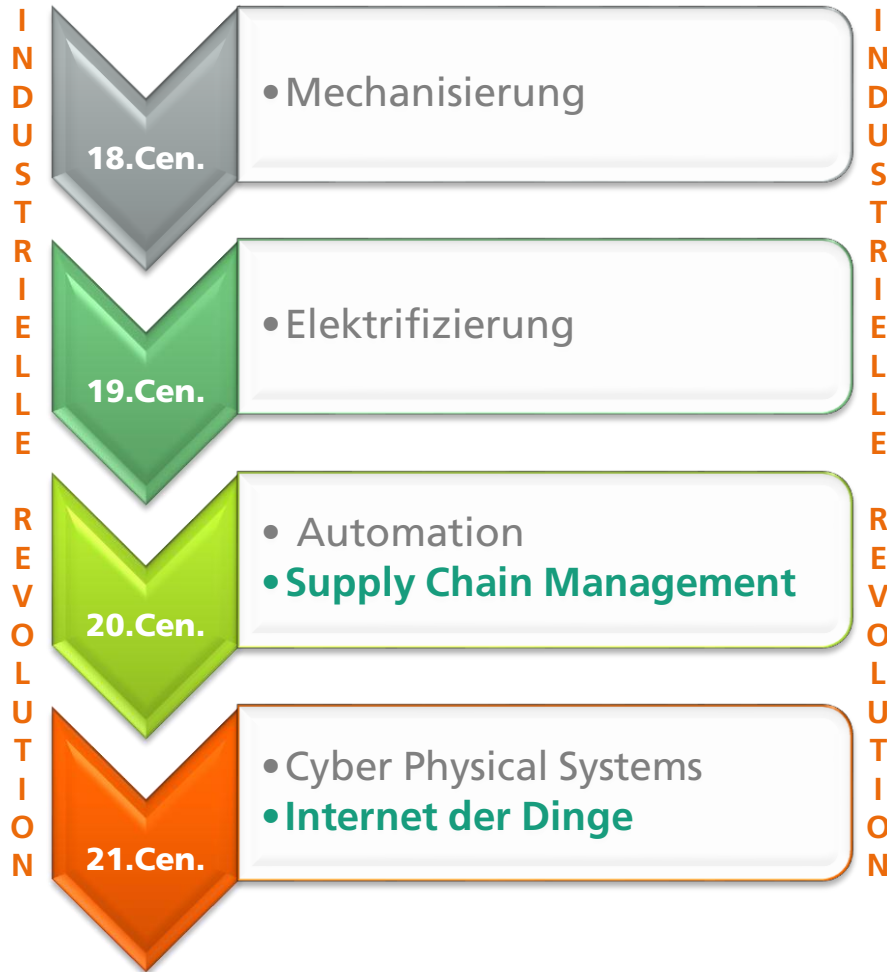 INDUSTRIELLE REVOLUTION
18.Cen.
•Mechanisierung
19.Cen.
•Elektrifizierung
20.Cen.
• Automation
•Supply Chain Management
21.Cen.
•Cyber Physical Systems
•Internet der Dinge
INDUSTRIELLE REVOLUTION